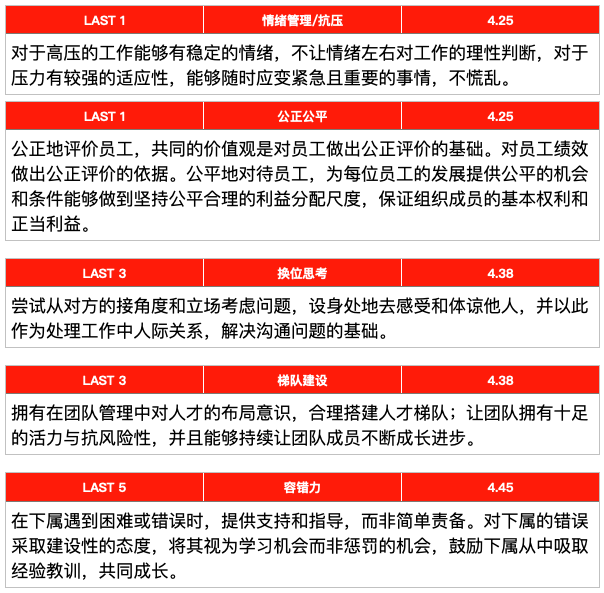 LAST 1 情绪管理/抗压 4.25
对于高压的工作能够有稳定的情绪，不让情绪左右对工作的理性判断，对于
压力有较强的适应性，能够随时应变紧急且重要的事情，不慌乱。
LAST 1 公正公平 4.25
公正地评价员工，共同的价值观是对员工做出公正评价的基础。对员工绩效
做出公正评价的依据。公平地对待员工，为每位员工的发展提供公平的机会
和条件能够做到坚持公平合理的利益分配尺度，保证组织成员的基本权利和
正当利益。
LAST 3 换位思考 4.38
尝试从对方的接角度和立场考虑问题，设身处地去感受和体谅他人，并以此
作为处理工作中人际关系，解决沟通问题的基础。
LAST 3 梯队建设 4.38
拥有在团队管理中对人才的布局意识，合理搭建人才梯队；让团队拥有十足
的活力与抗风险性，并且能够持续让团队成员不断成长进步。
LAST 5 容错力 4.45
在下属遇到困难或错误时，提供支持和指导，而非简单责备。对下属的错误
采取建设性的态度，将其视为学习机会而非惩罚的机会，鼓励下属从中吸取
经验教训，共同成长。